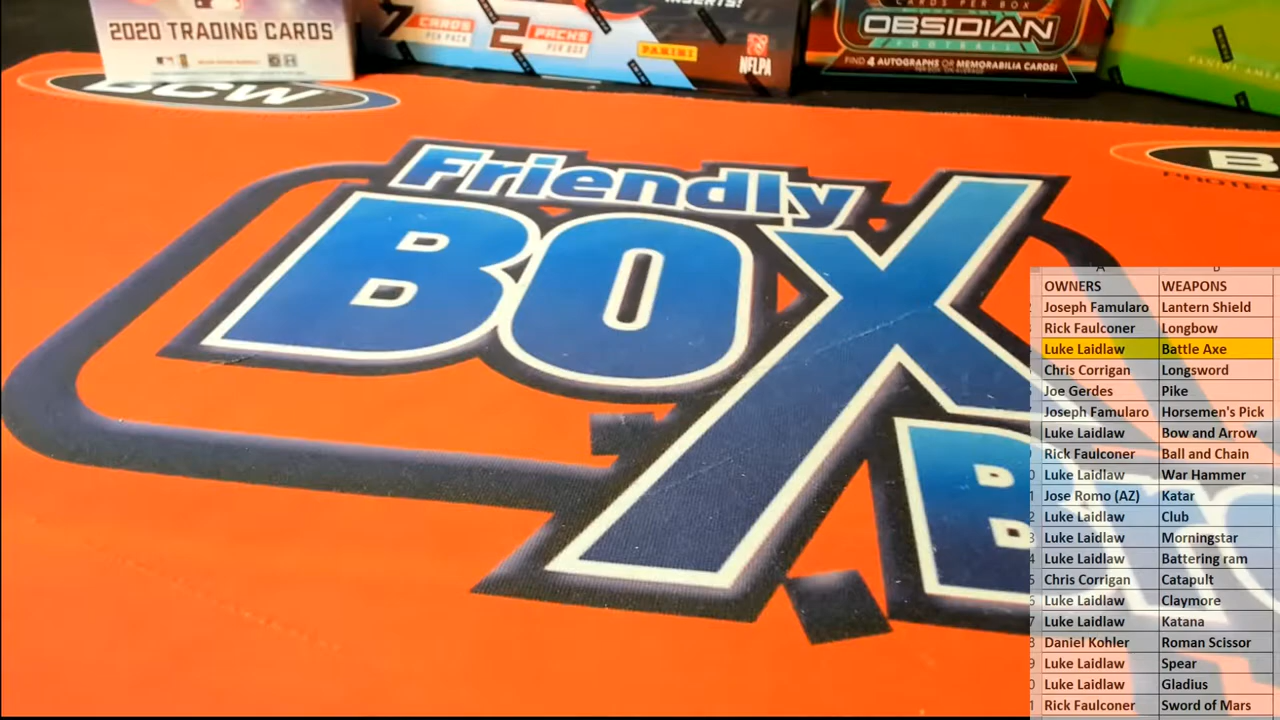 2020 TRADING CARDS
7 CARDS PER PACK
2 PACKS PER BOX
PANINI
NFLPA
CARDS PER BOX
OBSIDIAN
FOOTBALL
FIND 4 AUTOGRAPHS OR MEMORABILIA CARDS!
BCW
Friendly
BOX
B
OWNERS WEAPONS
Joseph Famularo Lantern Shield
Rick Faulconer Longbow
Luke Laidlaw Battle Axe
Chris Corrigan Longsword
Joe Gerdes Pike
Joseph Famularo Horsemen's Pick
Luke Laidlaw Bow and Arrow
Rick Faulconer Ball and Chain
Luke Laidlaw War Hammer
Jose Romo (AZ) Katar
Luke Laidlaw Club
Luke Laidlaw Morningstar
Luke Laidlaw Battering ram
Chris Corrigan Catapult
Luke Laidlaw Claymore
Luke Laidlaw Katana
Daniel Kohler Roman Scissor
Luke Laidlaw Spear
Luke Laidlaw Gladius
Rick Faulconer Sword of Mars